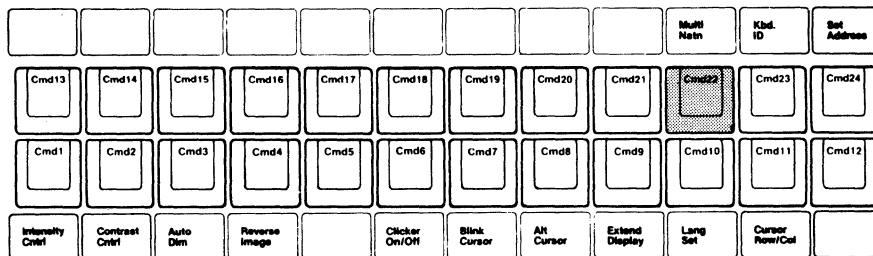 Multi Natn Kbd. ID Set Address
Cmd13 Cmd14 Cmd15 Cmd16 Cmd17 Cmd18 Cmd19 Cmd20 Cmd21 Cmd22 Cmd23 Cmd24
Cmd1 Cmd2 Cmd3 Cmd4 Cmd5 Cmd6 Cmd7 Cmd8 Cmd9 Cmd10 Cmd11 Cmd12
Intensity Cntrl Contrast Cntrl Auto Dim Reverse Image Clicker On/Off Blink Cursor Alt Cursor Extend Display Lang Set Cursor Row/Col